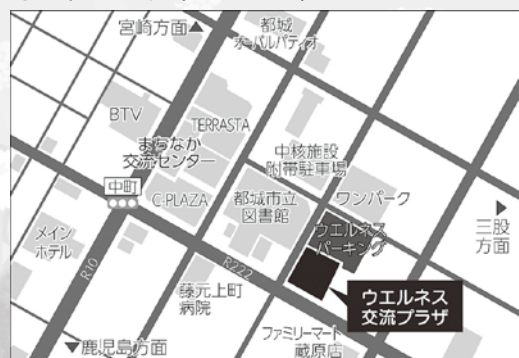 宮崎方面▲
都城
オーバルパティオ
BTV
TERRASTA
まちなか
交流センター
中核施設
附帯駐車場
中町
C-PLAZA
都城市立
図書館
ワンパーク
ウエルネス
パーキング
▶
三股
方面
メイン
ホテル
R10
R222
藤元上町
病院
ウエルネス
交流プラザ
ファミリーマート
蔵原店
▼鹿児島方面